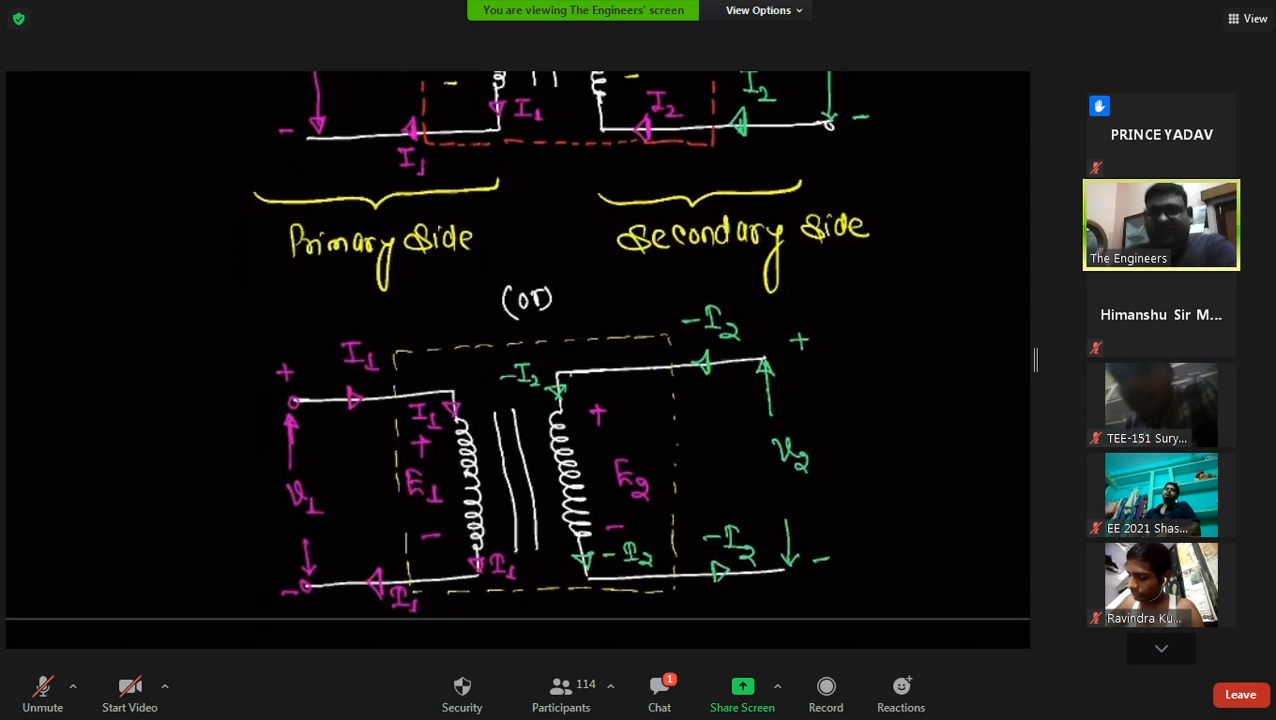 You are viewing The Engineers' screen
View Options
View
- - I1 I2 I2
- I1 -
Primary Side Secondary Side
(or)
-I2
+ I1 +
-I2
I1
+ +
E1 E2 V2
V1
- -
-I2
I1 -I2 -
- I1
PRINCE YADAV
The Engineers
Himanshu Sir M...
TEE-151 Sury...
EE 2021 Shas...
Ravindra Ku...
114
1
Unmute
Start Video
Security
Participants
Chat
Share Screen
Record
Reactions
Leave